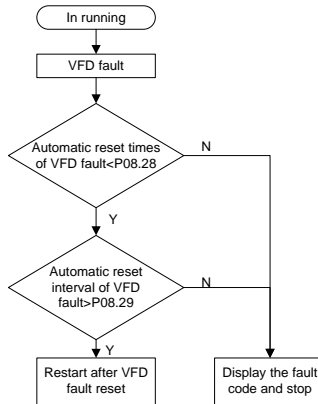 In running
VFD fault
Automatic reset times
of VFD fault<P08.28
N
Y
Automatic reset
interval of VFD
fault>P08.29
N
Y
Restart after VFD
fault reset
Display the fault
code and stop